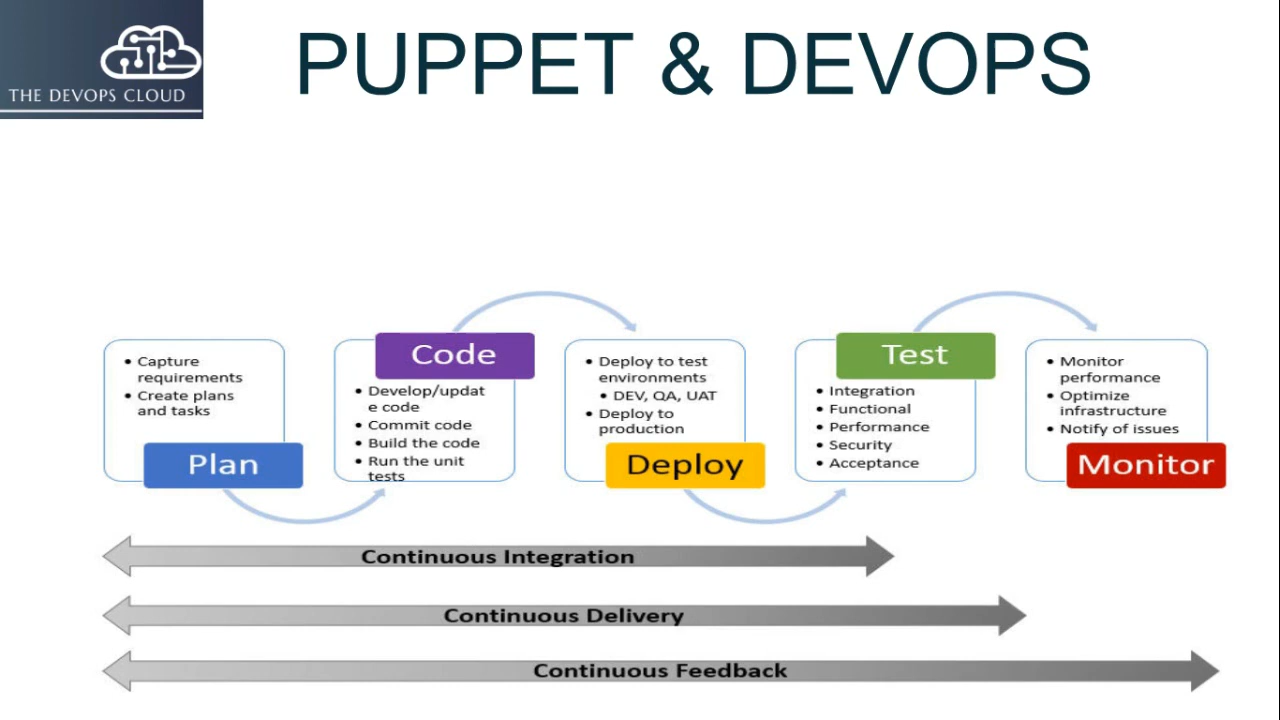 THE DEVOPS CLOUD
PUPPET & DEVOPS
• Capture
requirements
• Create plans
and tasks
Plan
Code
• Develop/updat
e code
• Commit code
• Build the code
• Run the unit
tests
• Deploy to test
environments
• DEV, QA, UAT
• Deploy to
production
Deploy
Test
• Integration
• Functional
• Performance
• Security
• Acceptance
• Monitor
performance
• Optimize
infrastructure
• Notify of issues
Monitor
Continuous Integration
Continuous Delivery
Continuous Feedback